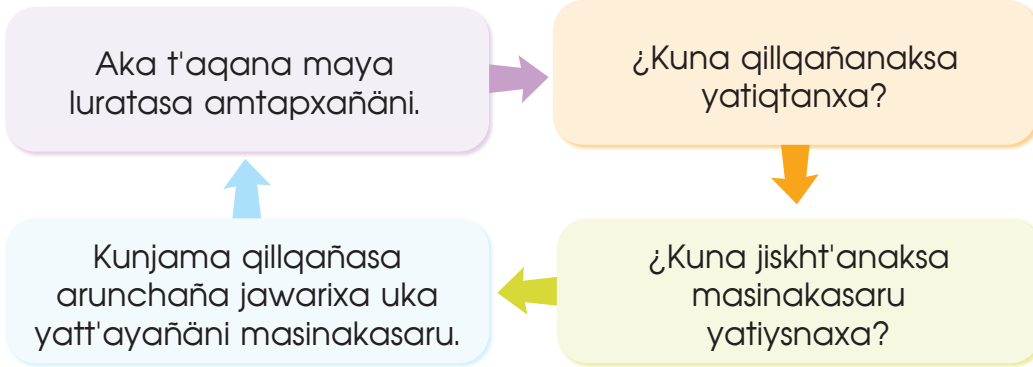 Aka t'aqana maya
luratasa amtapxañäni.
¿Kuna qillqañanaksa
yatiqtanxa?
¿Kuna jiskht'anaksa
masinakasaru
yatiysnaxa?
Kunjama qillqañasa
arunchaña jawarixa uka
yatt'ayañäni masinakasaru.